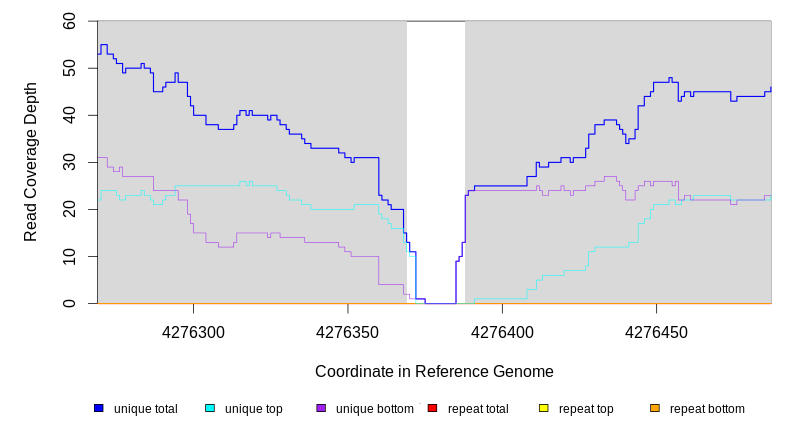 60
50
40
30
20
10
0
Read Coverage Depth
4276300 4276350 4276400 4276450
Coordinate in Reference Genome
unique total unique top unique bottom repeat total repeat top repeat bottom